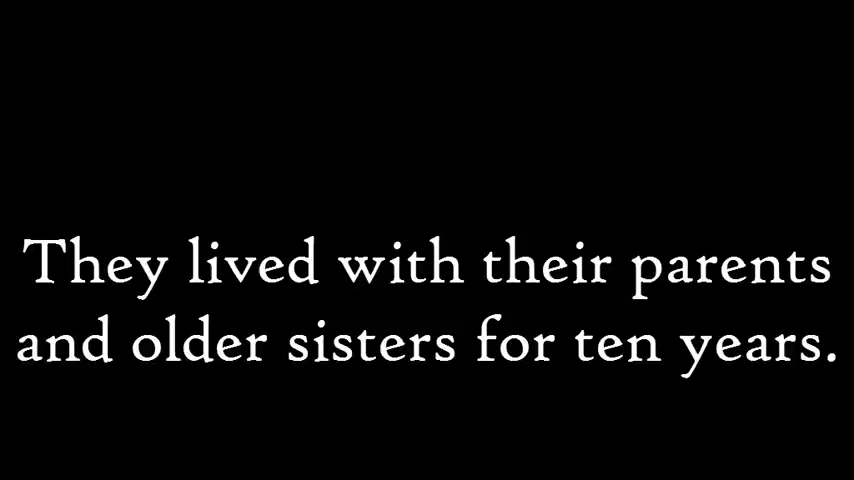 They lived with their parents
and older sisters for ten years.